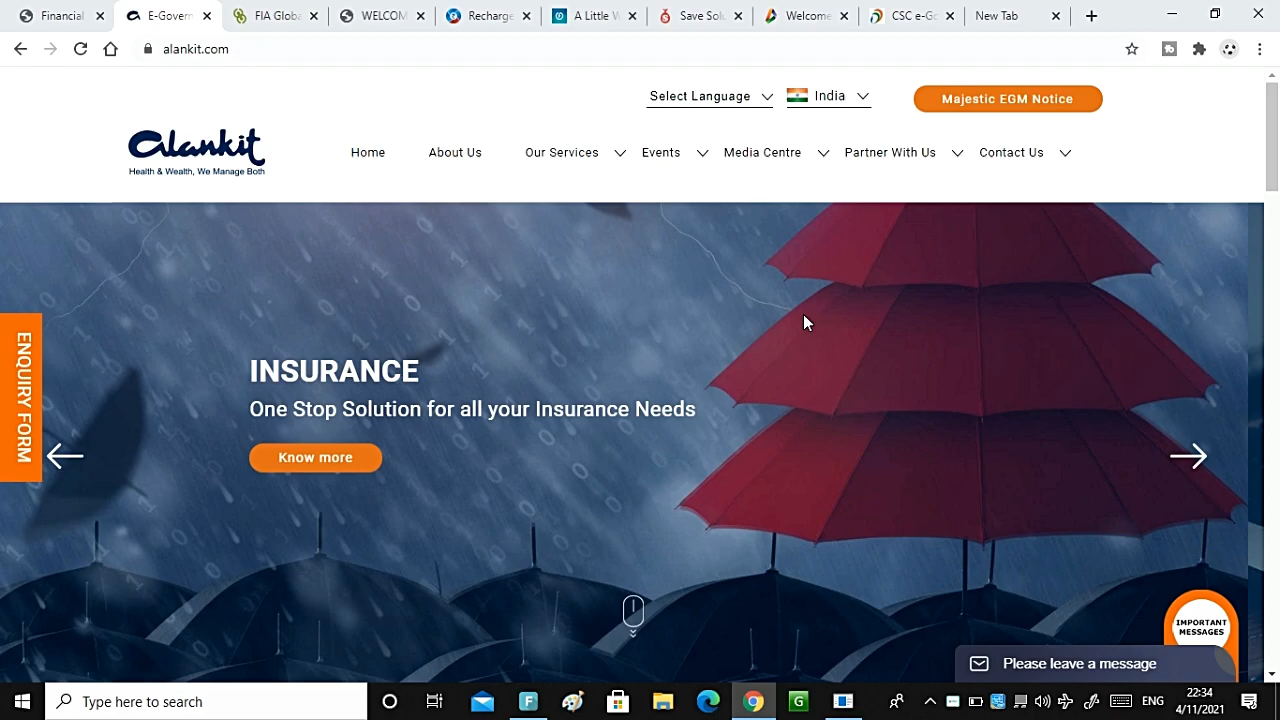 Financial
E-Govern
FIA Globa
WELCOM
Recharge
A Little W
Save Solu
Welcome
CSC e-Go
New Tab
alankit.com
Select Language
India
Majestic EGM Notice
alankit
Health & Wealth, We Manage Both
Home
About Us
Our Services
Events
Media Centre
Partner With Us
Contact Us
ENQUIRY FORM
INSURANCE
One Stop Solution for all your Insurance Needs
Know more
IMPORTANT
MESSAGES
Please leave a message
Type here to search
ENG
22:34
4/11/2021